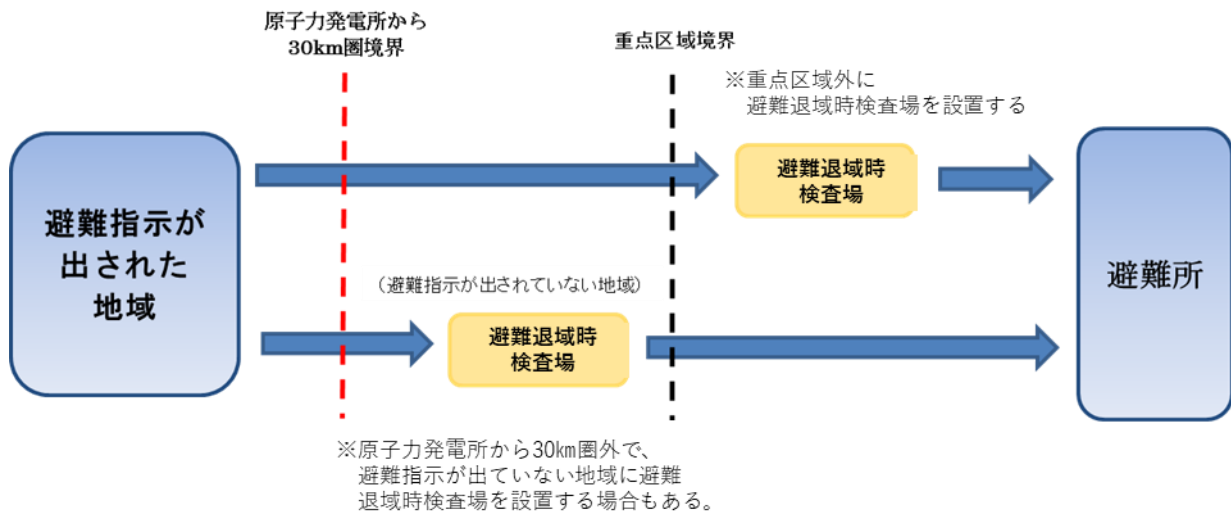 原子力発電所から
30km圏境界
重点区域境界
※重点区域外に
避難退域時検査場を設置する
避難指示が
出された
地域
避難退域時
検査場
避難所
（避難指示が出されていない地域）
避難退域時
検査場
※原子力発電所から30㎞圏外で、
避難指示が出ていない地域に避難
退域時検査場を設置する場合もある。